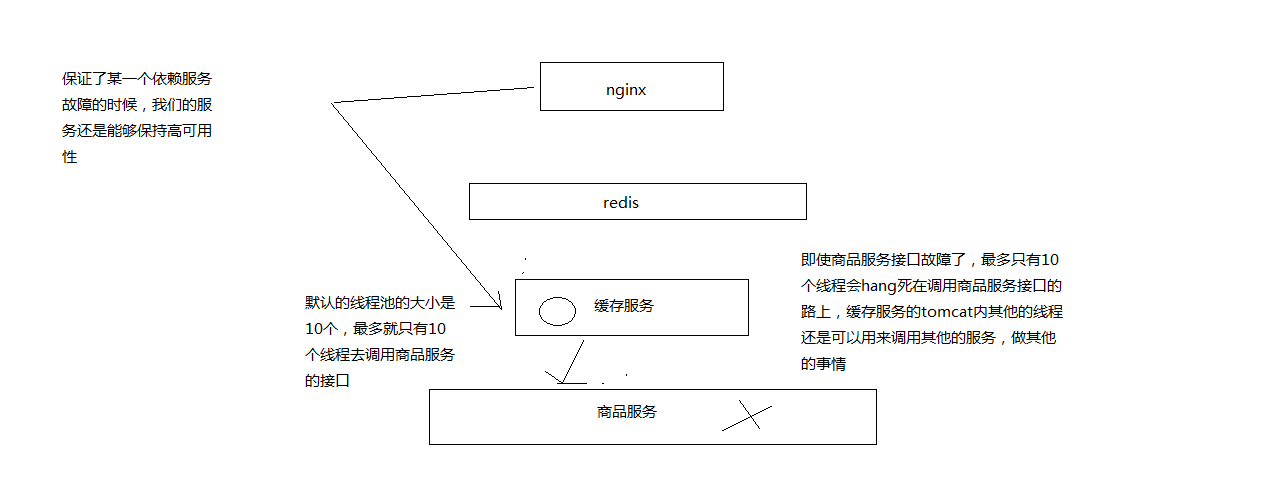 保证了某一个依赖服务
故障的时候，我们的服
务还是能够保持高可用
性
nginx
redis
默认的线程池的大小是
10个，最多就只有10
个线程去调用商品服务
的接口
缓存服务
即使商品服务接口故障了，最多只有10
个线程会hang死在调用商品服务接口的
路上，缓存服务的tomcat内其他的线程
还是可以用来调用其他的服务，做其他
的事情
商品服务